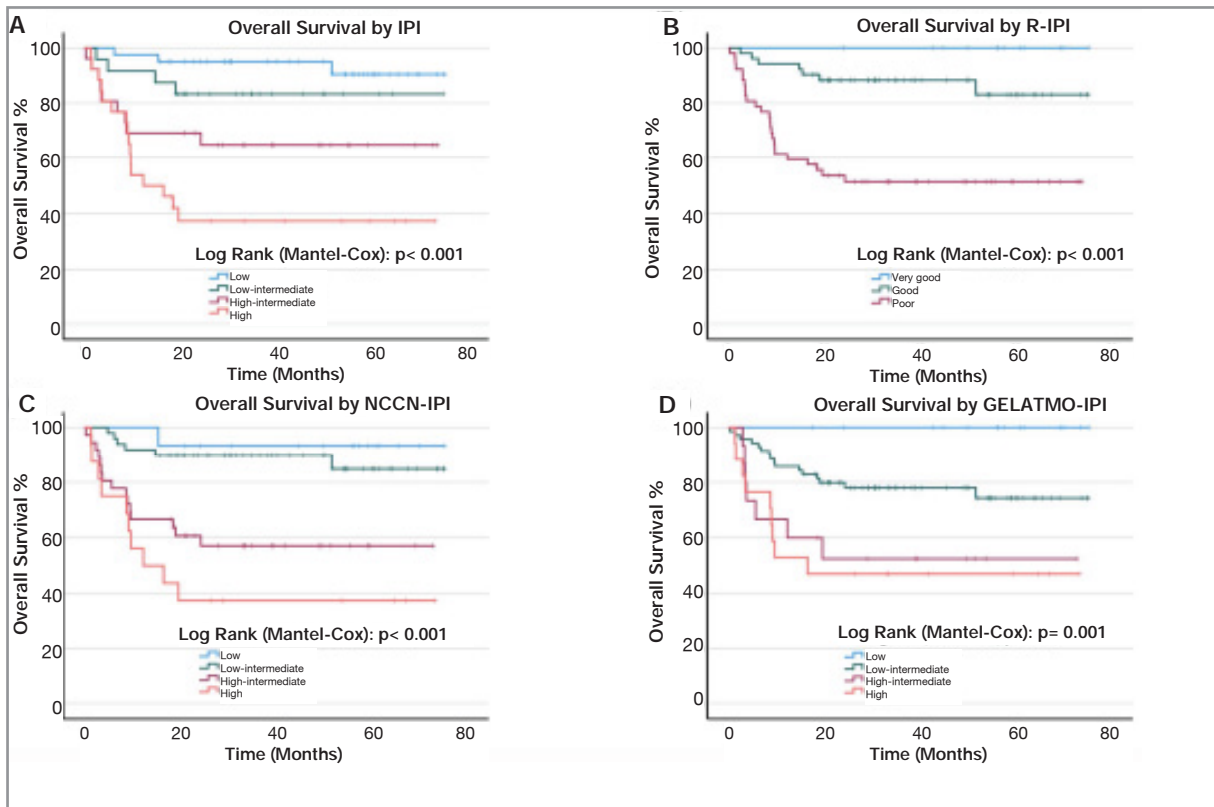 A
Overall Survival by IPI
Overall Survival %
100
80
60
40
20
0
Log Rank (Mantel-Cox): p< 0.001
Low
Low-intermediate
High-intermediate
High
0 20 40 60 80
Time (Months)
B
Overall Survival by R-IPI
Overall Survival %
100
80
60
40
20
0
Log Rank (Mantel-Cox): p< 0.001
Very good
Good
Poor
0 20 40 60 80
Time (Months)
C
Overall Survival by NCCN-IPI
Overall Survival %
100
80
60
40
20
0
Log Rank (Mantel-Cox): p< 0.001
Low
Low-intermediate
High-intermediate
High
0 20 40 60 80
Time (Months)
D
Overall Survival by GELATMO-IPI
Overall Survival %
100
80
60
40
20
0
Log Rank (Mantel-Cox): p= 0.001
Low
Low-intermediate
High-intermediate
High
0 20 40 60 80
Time (Months)